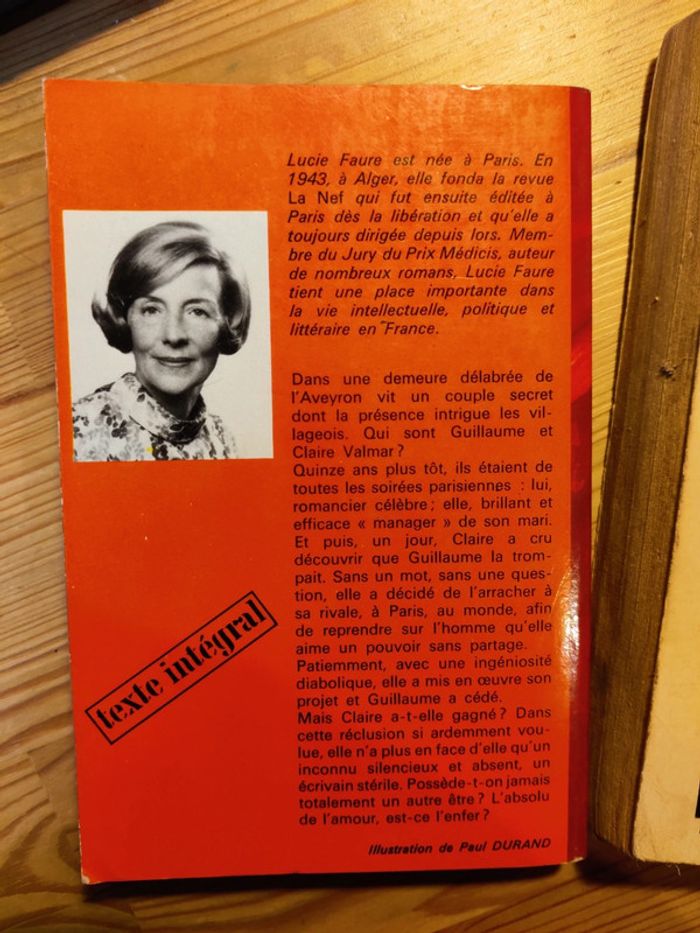 Lucie Faure est née à Paris. En
1943, à Alger, elle fonda la revue
La Nef qui fut ensuite éditée à
Paris dès la libération et qu'elle a
toujours dirigée depuis lors. Mem-
bre du Jury du Prix Médicis, auteur
de nombreux romans, Lucie Faure
tient une place importante dans
la vie intellectuelle, politique et
littéraire en France.
Dans une demeure délabrée de
l'Aveyron vit un couple secret
dont la présence intrigue les vil-
lageois. Qui sont Guillaume et
Claire Valmar ?
Quinze ans plus tôt, ils étaient de
toutes les soirées parisiennes : lui,
romancier célèbre ; elle, brillant et
efficace « manager » de son mari.
Et puis, un jour, Claire a cru
découvrir que Guillaume la trom-
pait. Sans un mot, sans une ques-
tion, elle a décidé de l'arracher à
sa rivale, à Paris, au monde, afin
de reprendre sur l'homme qu'elle
aime un pouvoir sans partage.
Patiemment, avec une ingéniosité
diabolique, elle a mis en œuvre son
projet et Guillaume a cédé.
Mais Claire a-t-elle gagné ? Dans
cette réclusion si ardemment vou-
lue, elle n'a plus en face d'elle qu'un
inconnu silencieux et absent, un
écrivain stérile. Possède-t-on jamais
totalement un autre être ? L'absolu
de l'amour, est-ce l'enfer ?
texte intégral
Illustration de Paul DURAND